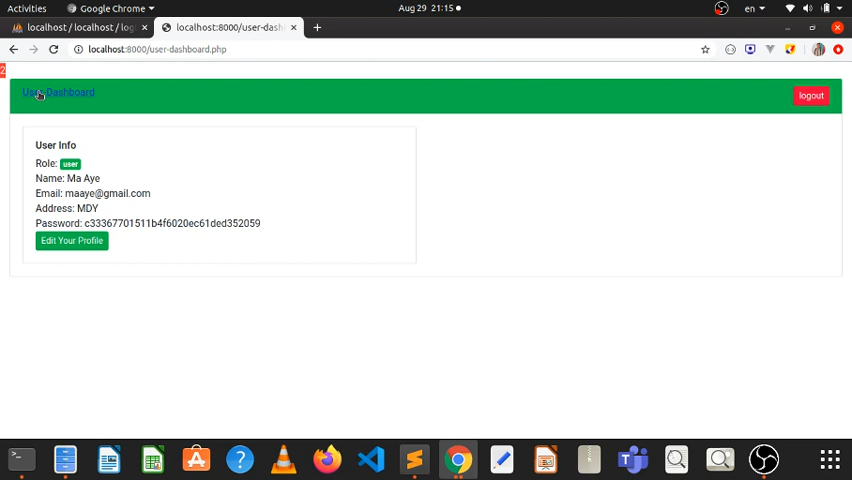 Activities
Google Chrome
Aug 29 21:15
en
localhost / localhost / log
localhost:8000/user-dash
localhost:8000/user-dashboard.php
2
User Dashboard
logout
User Info
Role: user
Name: Ma Aye
Email: maaye@gmail.com
Address: MDY
Password: c33367701511b4f6020ec61ded352059
Edit Your Profile